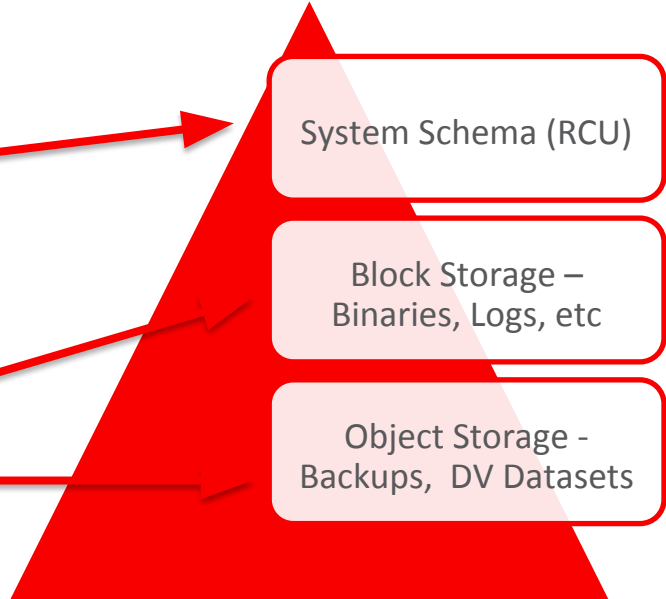 System Schema (RCU)
Block Storage –
Binaries, Logs, etc
Object Storage -
Backups,  DV Datasets